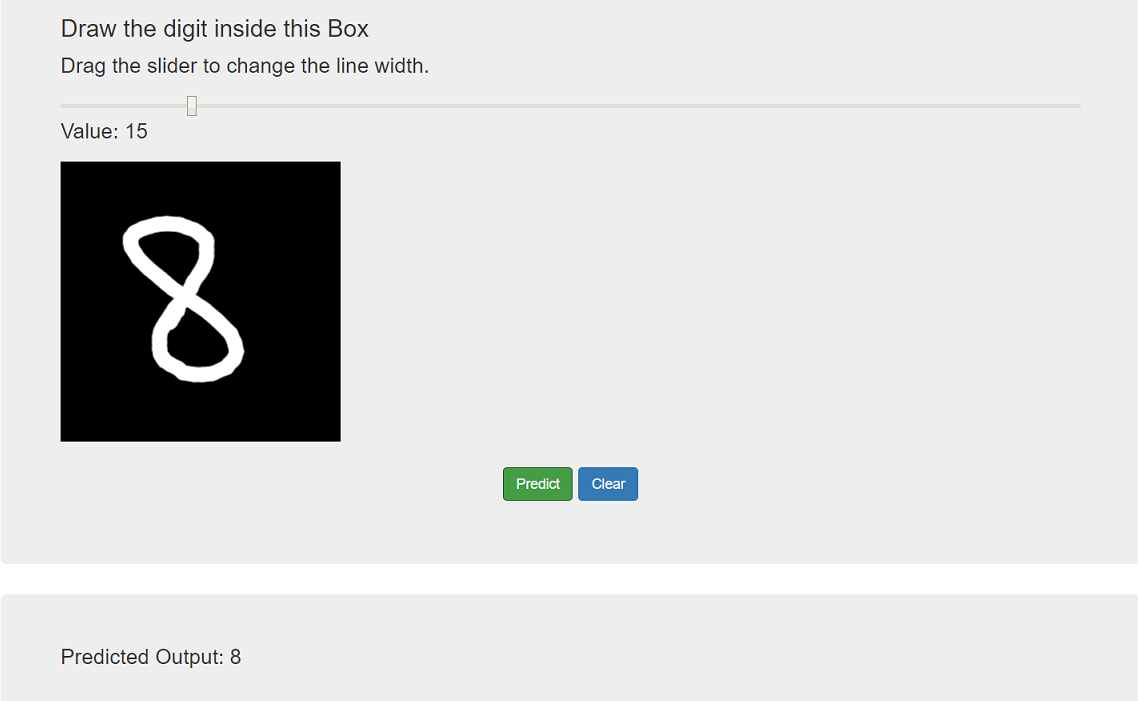 Draw the digit inside this Box
Drag the slider to change the line width.
Value: 15
8
Predict Clear
Predicted Output: 8